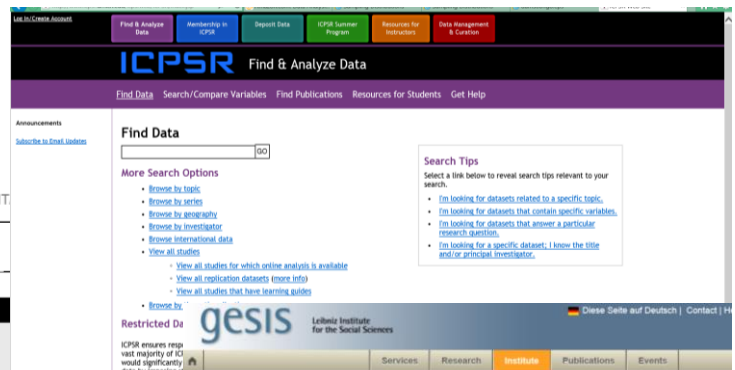 Log In/Create Account
Find & Analyze Data
Membership in ICPSR
Deposit Data
ICPSR Summer Program
Resources for Instructors
Data Management & Curation
ICPSR Find & Analyze Data
Find Data Search/Compare Variables Find Publications Resources for Students Get Help
Announcements
Subscribe to Email Updates
Find Data
GO
More Search Options
Browse by topic
Browse by series
Browse by geography
Browse by investigator
Browse international data
View all studies
View all studies for which online analysis is available
View all replication datasets (more info)
View all studies that have learning guides
Browse by
Search Tips
Select a link below to reveal search tips relevant to your
search.
I'm looking for datasets related to a specific topic.
I'm looking for datasets that contain specific variables.
I'm looking for datasets that answer a particular
research question.
I'm looking for a specific dataset; I know the title
and/or principal investigator.
Restricted Da
ICPSR ensures resp
vast majority of IC
would significantly
gesis
Leibniz Institute
for the Social Sciences
Diese Seite auf Deutsch | Contact | He
Services Research Institute Publications Events